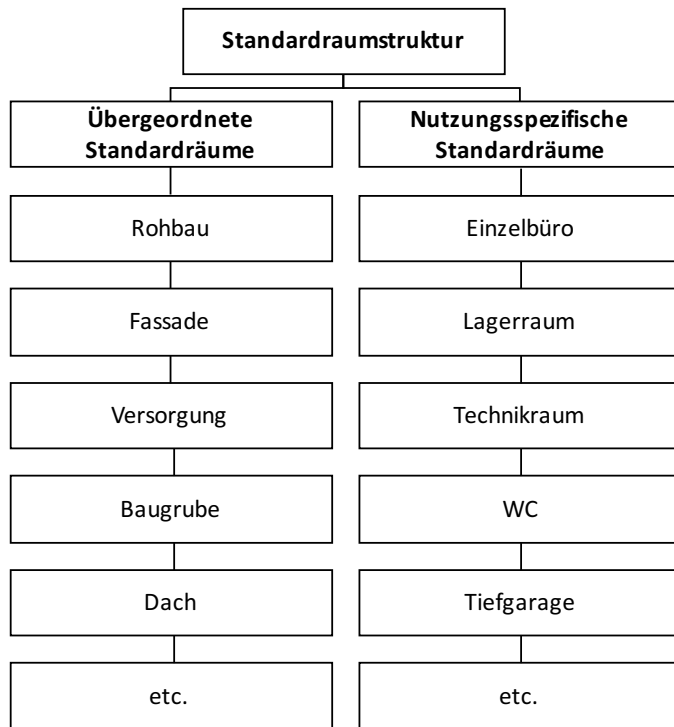 Standardraumstruktur
Übergeordnete
Standardräume
Rohbau
Fassade
Versorgung
Baugrube
Dach
etc.
Nutzungsspezifische
Standardräume
Einzelbüro
Lagerraum
Technikraum
WC
Tiefgarage
etc.